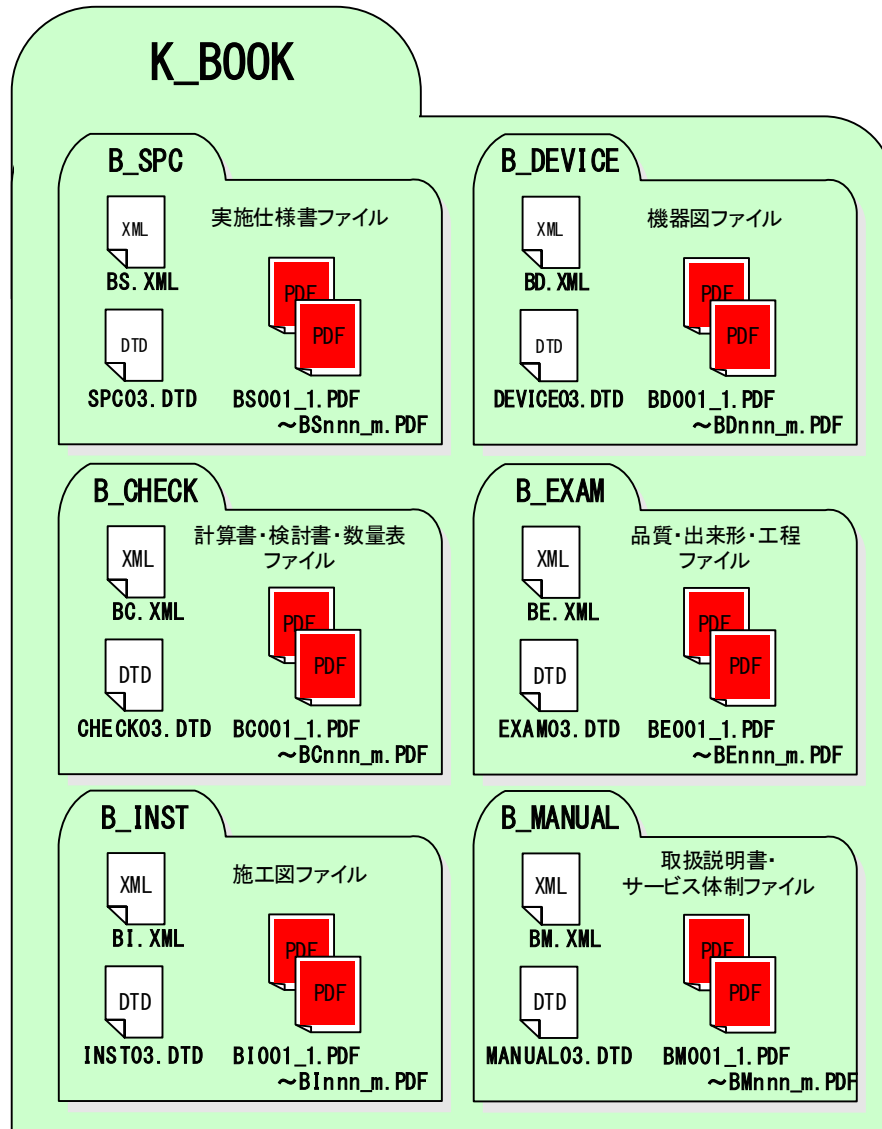 K_BOOK
B_SPC
実施仕様書ファイル
XML
BS.XML
PDF
PDF
DTD
SPC03.DTD
BS001_1.PDF
～BSnnn_m.PDF
B_DEVICE
機器図ファイル
XML
BD.XML
PDF
PDF
DTD
DEVICE03.DTD
BD001_1.PDF
～BDnnn_m.PDF
B_CHECK
計算書・検討書・数量表
ファイル
XML
BC.XML
PDF
PDF
DTD
CHECK03.DTD
BC001_1.PDF
～BCnnn_m.PDF
B_EXAM
品質・出来形・工程
ファイル
XML
BE.XML
PDF
PDF
DTD
EXAM03.DTD
BE001_1.PDF
～BEnnn_m.PDF
B_INST
施工図ファイル
XML
BI.XML
PDF
PDF
DTD
INST03.DTD
BI001_1.PDF
～BInnn_m.PDF
B_MANUAL
取扱説明書・
サービス体制ファイル
XML
BM.XML
PDF
PDF
DTD
MANUAL03.DTD
BM001_1.PDF
～BMnnn_m.PDF